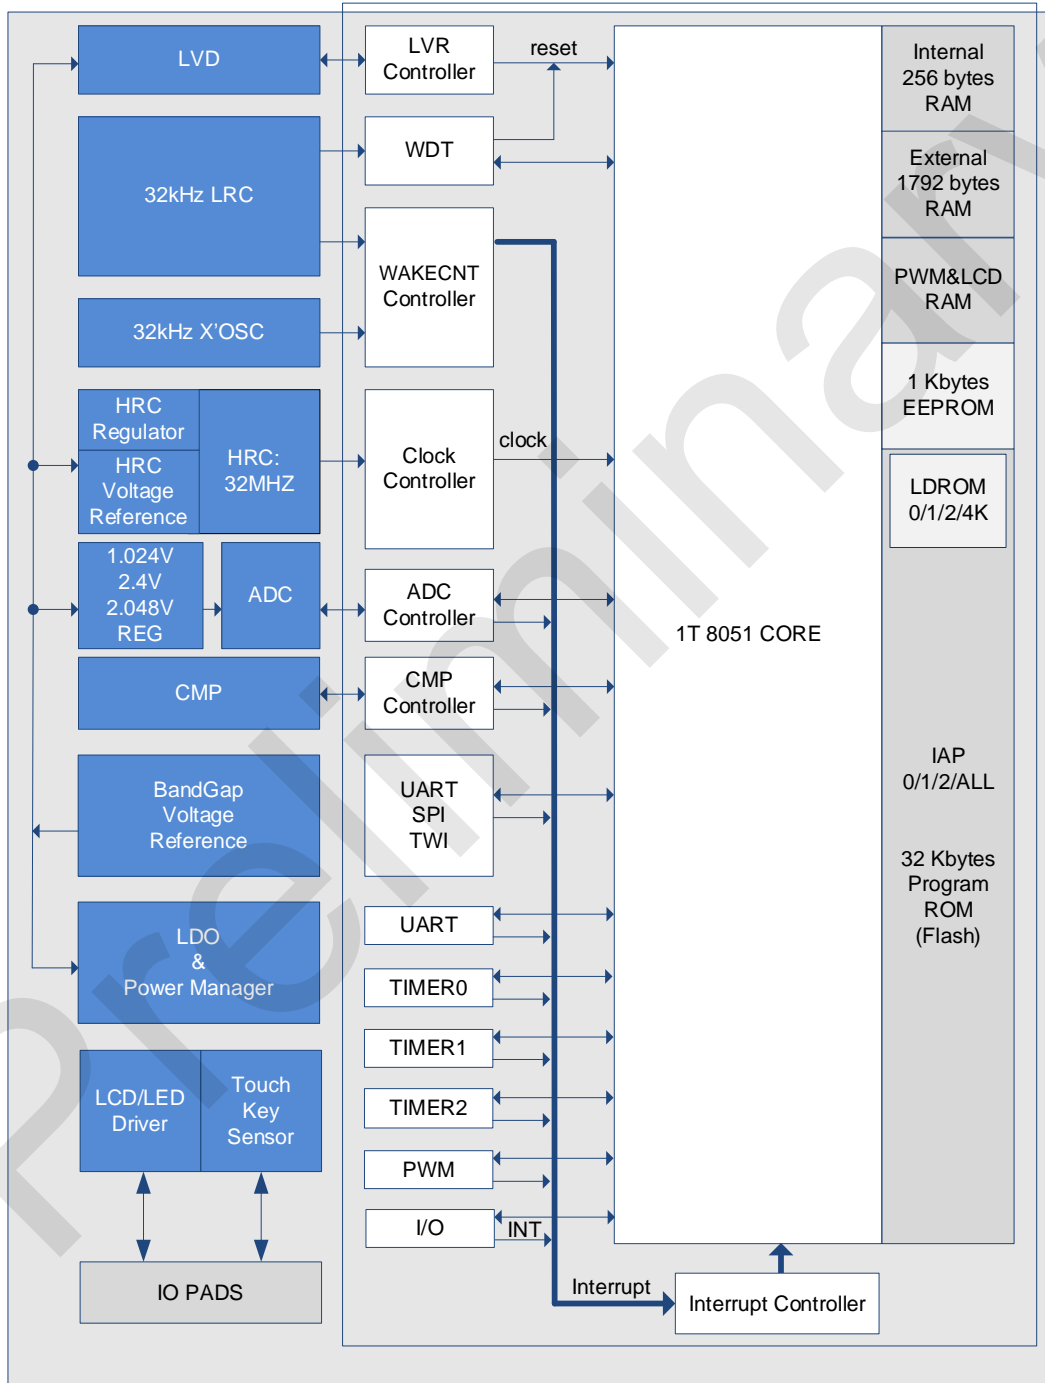 LVD
LVR
Controller
reset
Internal
256 bytes
RAM
WDT
External
1792 bytes
RAM
32kHz LRC
WAKECNT
Controller
PWM&LCD
RAM
32kHz X'OSC
HRC
Regulator
HRC
Voltage
Reference
HRC:
32MHZ
Clock
Controller
clock
1 Kbytes
EEPROM
LDROM
0/1/2/4K
1.024V
2.4V
2.048V
REG
ADC
ADC
Controller
1T 8051 CORE
CMP
CMP
Controller
BandGap
Voltage
Reference
UART
SPI
TWI
IAP
0/1/2/ALL
32 Kbytes
Program
ROM
(Flash)
LDO
&
Power Manager
UART
TIMER0
TIMER1
TIMER2
PWM
I/O
INT
LCD/LED
Driver
Touch
Key
Sensor
IO PADS
Interrupt
Interrupt Controller
Preliminary